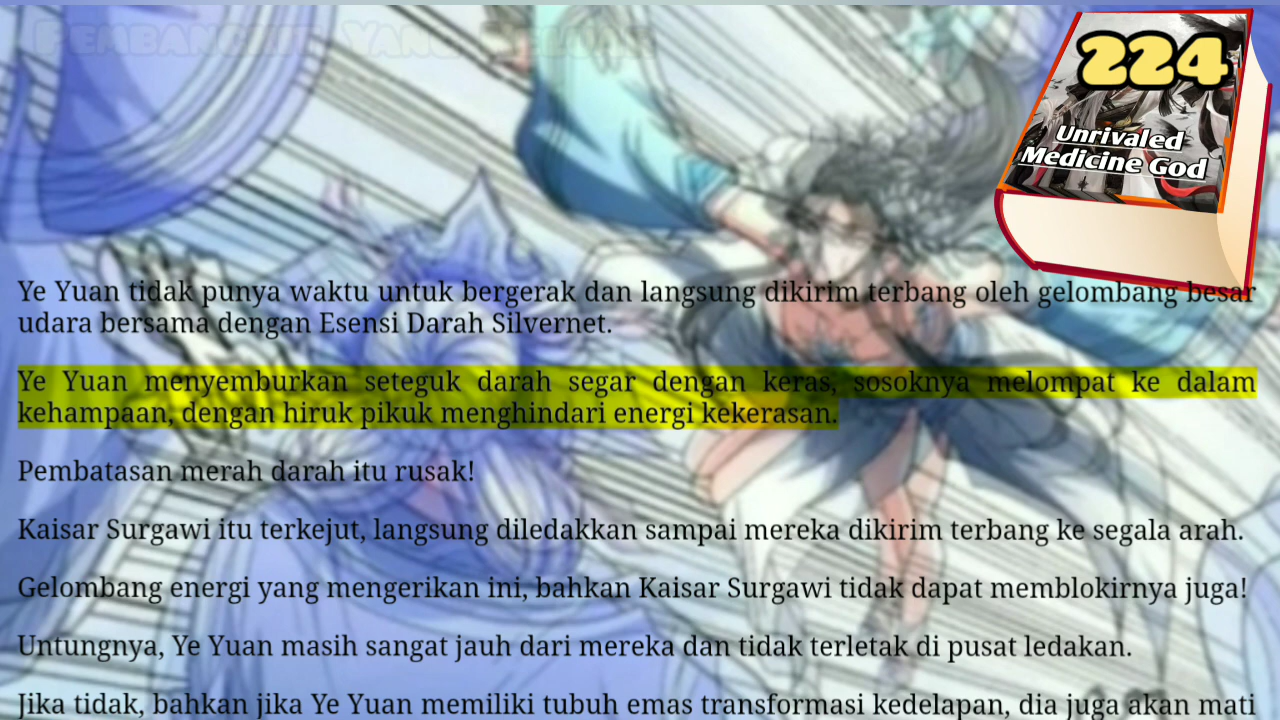 224
Unrivaled
Medicine God
Ye Yuan tidak punya waktu untuk bergerak dan langsung dikirim terbang oleh gelombang besar
udara bersama dengan Esensi Darah Silvernet.
Ye Yuan menyemburkan seteguk darah segar dengan keras, sosoknya melompat ke dalam
kehampaan, dengan hiruk pikuk menghindari energi kekerasan.
Pembatasan merah darah itu rusak!
Kaisar Surgawi itu terkejut, langsung diledakkan sampai mereka dikirim terbang ke segala arah.
Gelombang energi yang mengerikan ini, bahkan Kaisar Surgawi tidak dapat memblokirnya juga!
Untungnya, Ye Yuan masih sangat jauh dari mereka dan tidak terletak di pusat ledakan.
Jika tidak, bahkan jika Ye Yuan memiliki tubuh emas transformasi kedelapan, dia juga akan mati